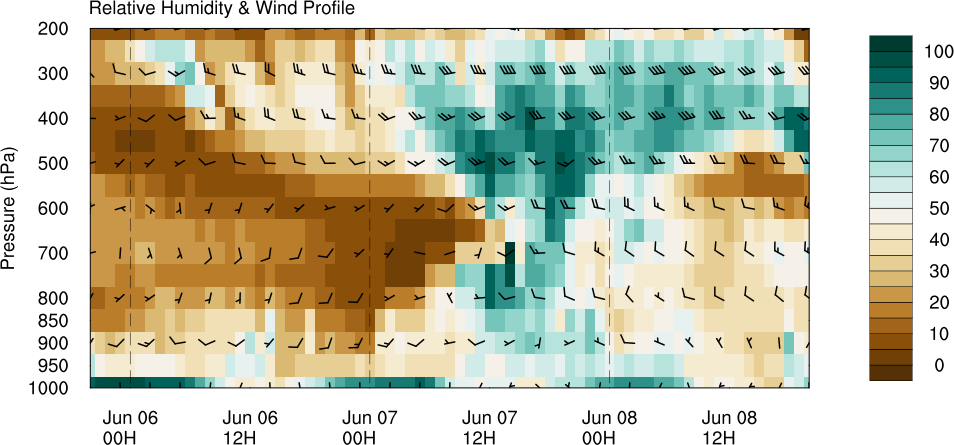 Relative Humidity & Wind Profile
200
300
400
500
600
700
800
850
900
950
1000
Pressure (hPa)
Jun 06 00H
Jun 06 12H
Jun 07 00H
Jun 07 12H
Jun 08 00H
Jun 08 12H
100
90
80
70
60
50
40
30
20
10
0